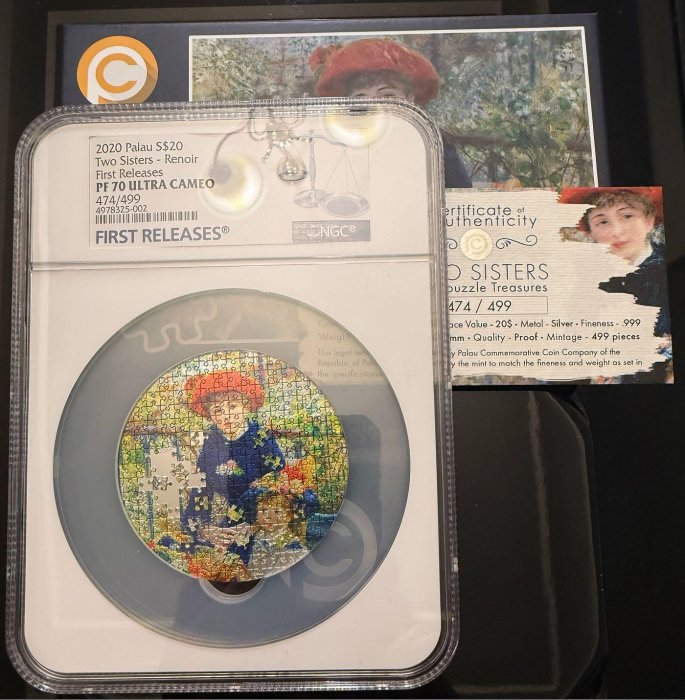 2020 Palau S$20
Two Sisters - Renoir
First Releases
PF 70 ULTRA CAMEO
474/499
4978325-002
FIRST RELEASES®
NGC®
ertificate of
uthenticity
O SISTERS
puzzle Treasures
474 / 499
ace Value - 20$ • Metal - Silver • Fineness - .999
mm • Quality - Proof • Mintage - 499 pieces
y Palau Commemorative Coin Company of the
y the mint to match the fineness and weight as set in
Weight
This legal ten
Republic of Pala
the specification